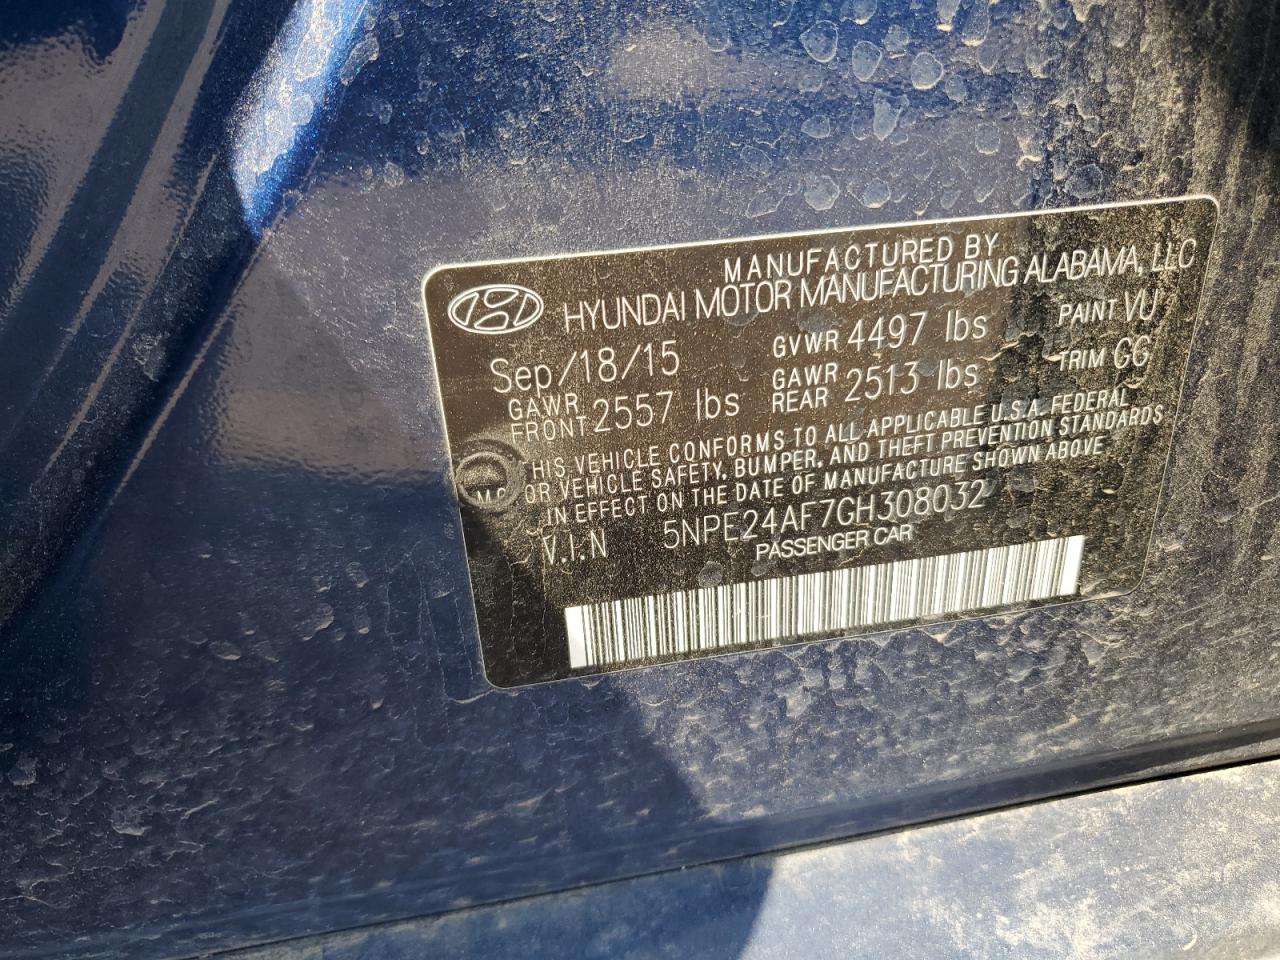 MANUFACTURED BY
HYUNDAI MOTOR MANUFACTURING ALABAMA, LLC
Sep/18/15 GVWR 4497 lbs PAINT VU
GAWR FRONT 2557 lbs GAWR REAR 2513 lbs TRIM GG
THIS VEHICLE CONFORMS TO ALL APPLICABLE U.S.A. FEDERAL
MOTOR VEHICLE SAFETY, BUMPER, AND THEFT PREVENTION STANDARDS
IN EFFECT ON THE DATE OF MANUFACTURE SHOWN ABOVE
V.I.N 5NPE24AF7GH308032
PASSENGER CAR